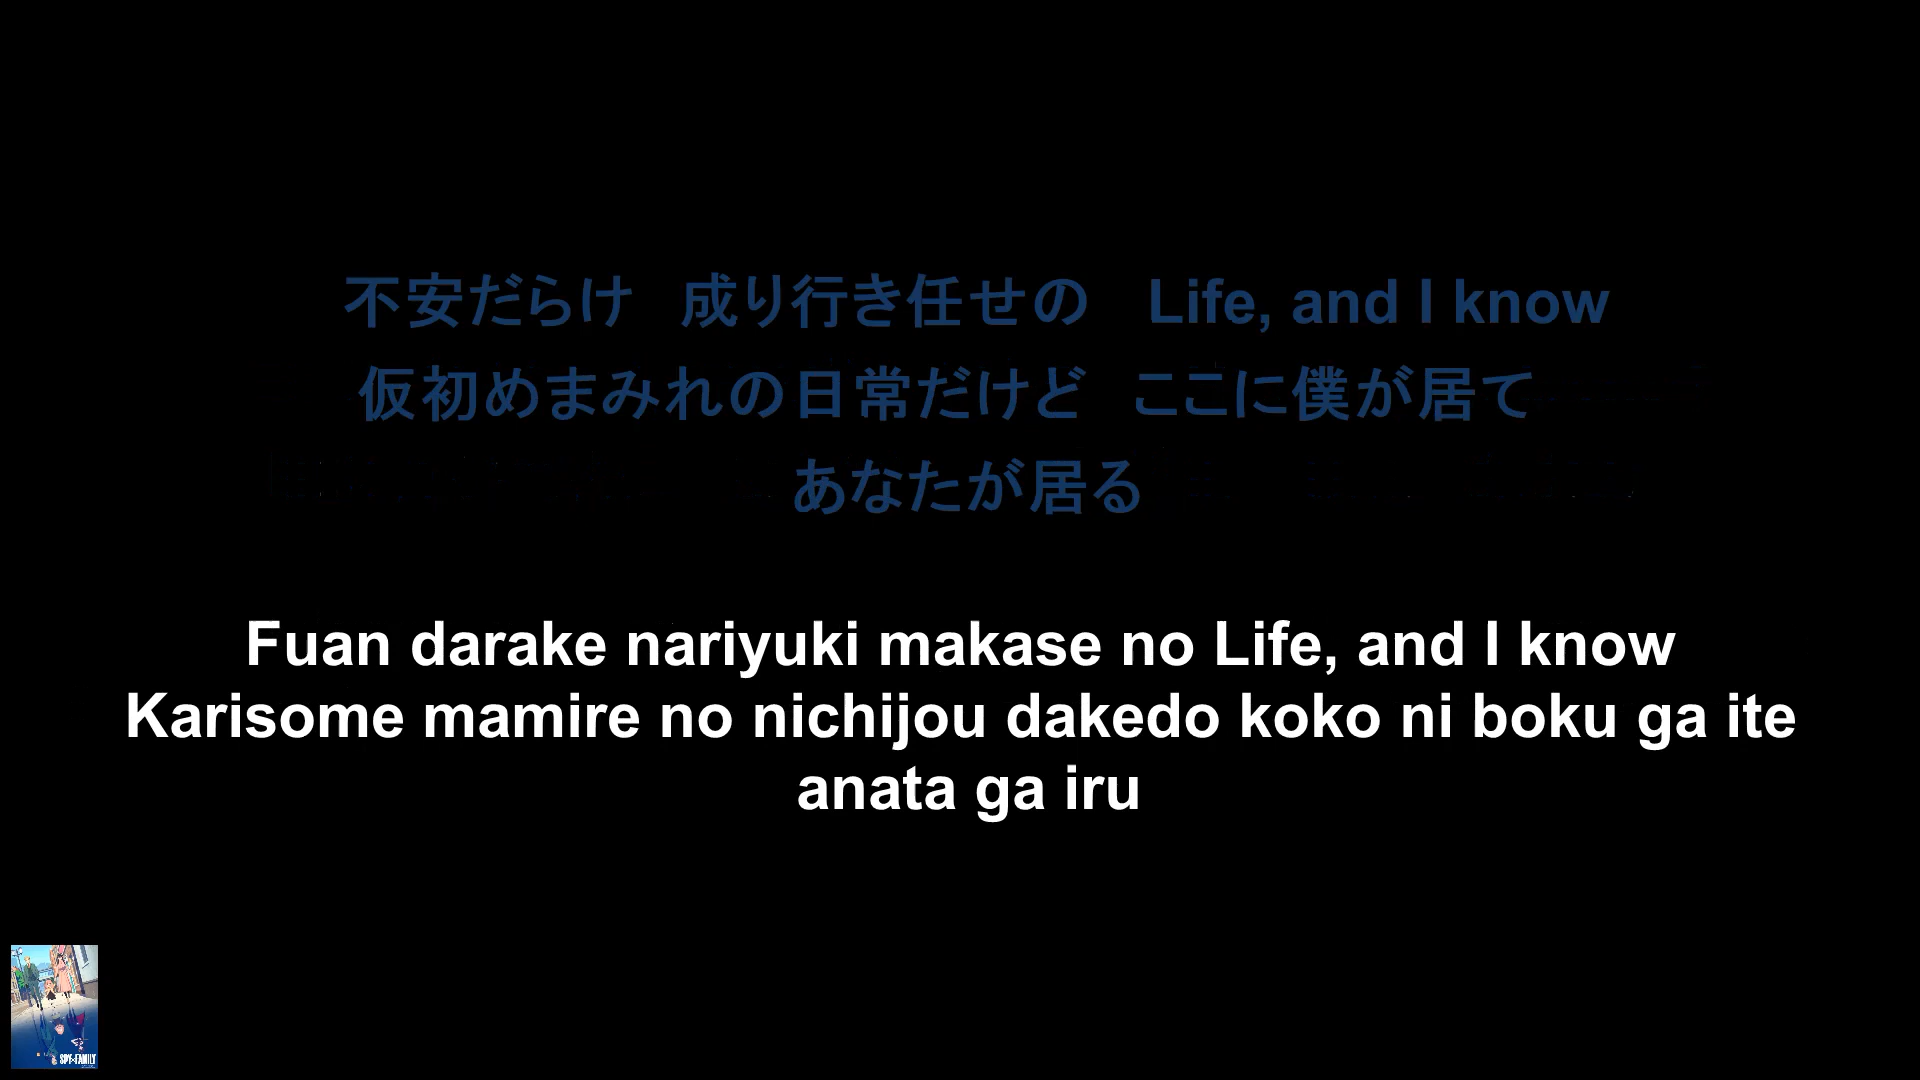 不安だらけ　成り行き任せの　Life, and I know
仮初めまみれの日常だけど　ここに僕が居て
あなたが居る
Fuan darake nariyuki makase no Life, and I know
Karisome mamire no nichijou dakedo koko ni boku ga ite
anata ga iru
SPY×FAMILY